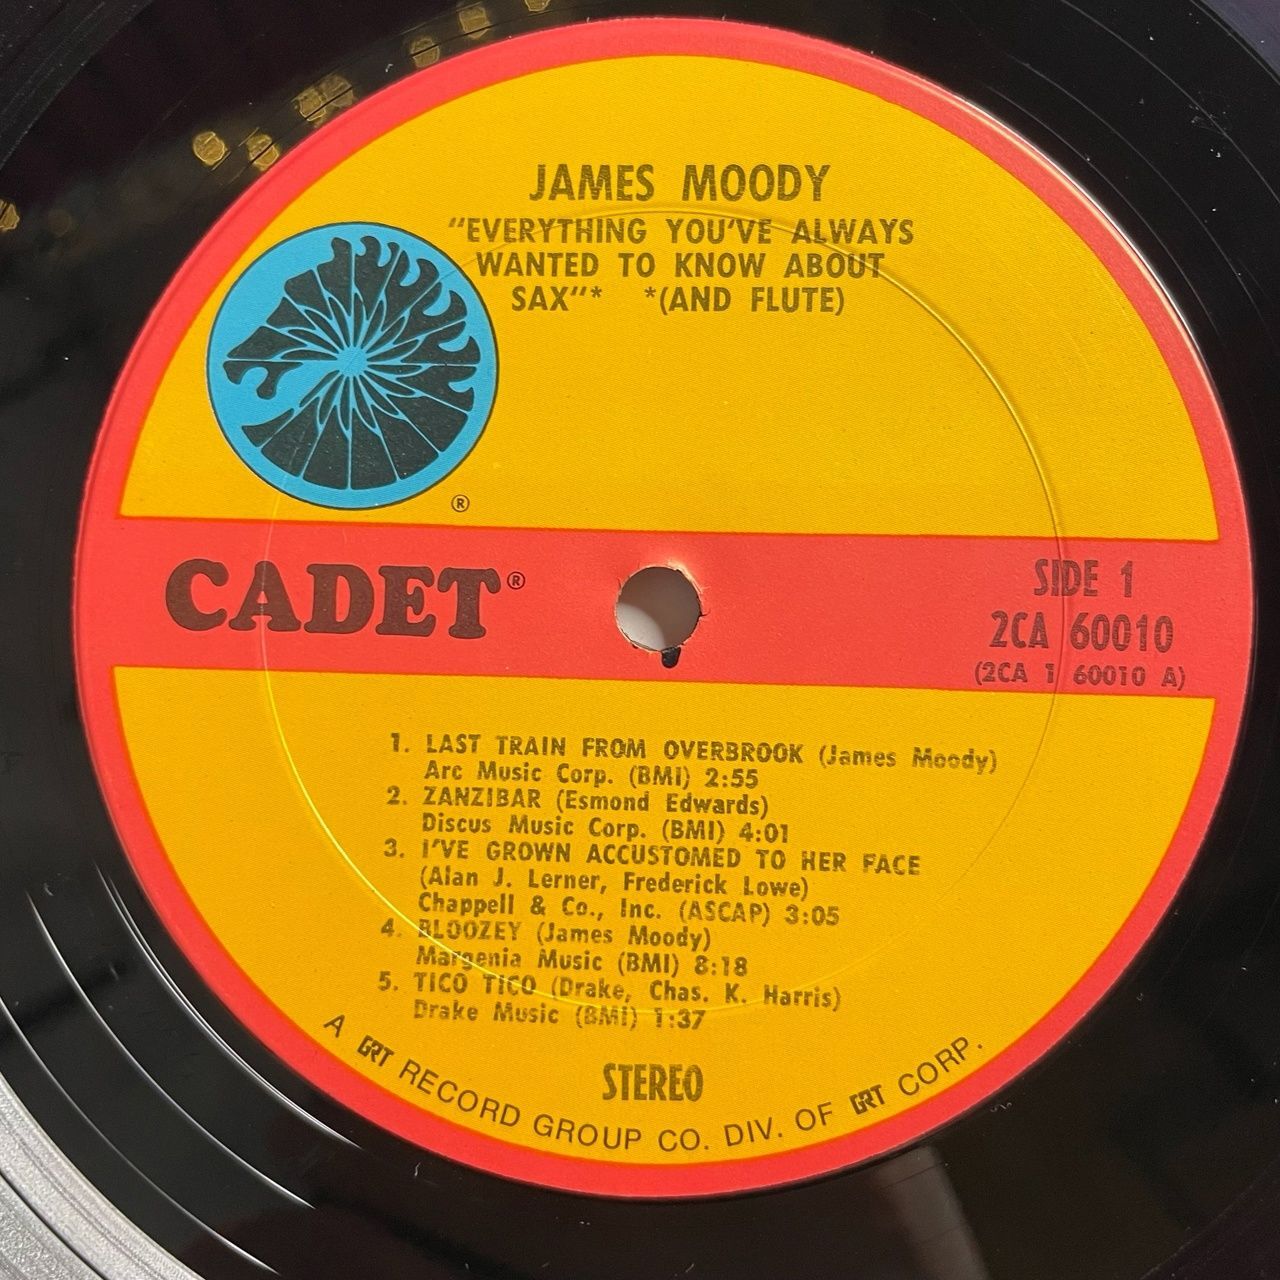 JAMES MOODY
"EVERYTHING YOU'VE ALWAYS
WANTED TO KNOW ABOUT
SAX"* *(AND FLUTE)
®
CADET®
SIDE 1
2CA 60010
(2CA 1 60010 A)
1. LAST TRAIN FROM OVERBROOK (James Moody)
Arc Music Corp. (BMI) 2:55
2. ZANZIBAR (Esmond Edwards)
Discus Music Corp. (BMI) 4:01
3. I'VE GROWN ACCUSTOMED TO HER FACE
(Alan J. Lerner, Frederick Lowe)
Chappell & Co., Inc. (ASCAP) 3:05
4. BLOOZEY (James Moody)
Margenia Music (BMI) 8:18
5. TICO TICO (Drake, Chas. K. Harris)
Drake Music (BMI) 1:37
STEREO
A GRT RECORD GROUP CO. DIV. OF GRT CORP.